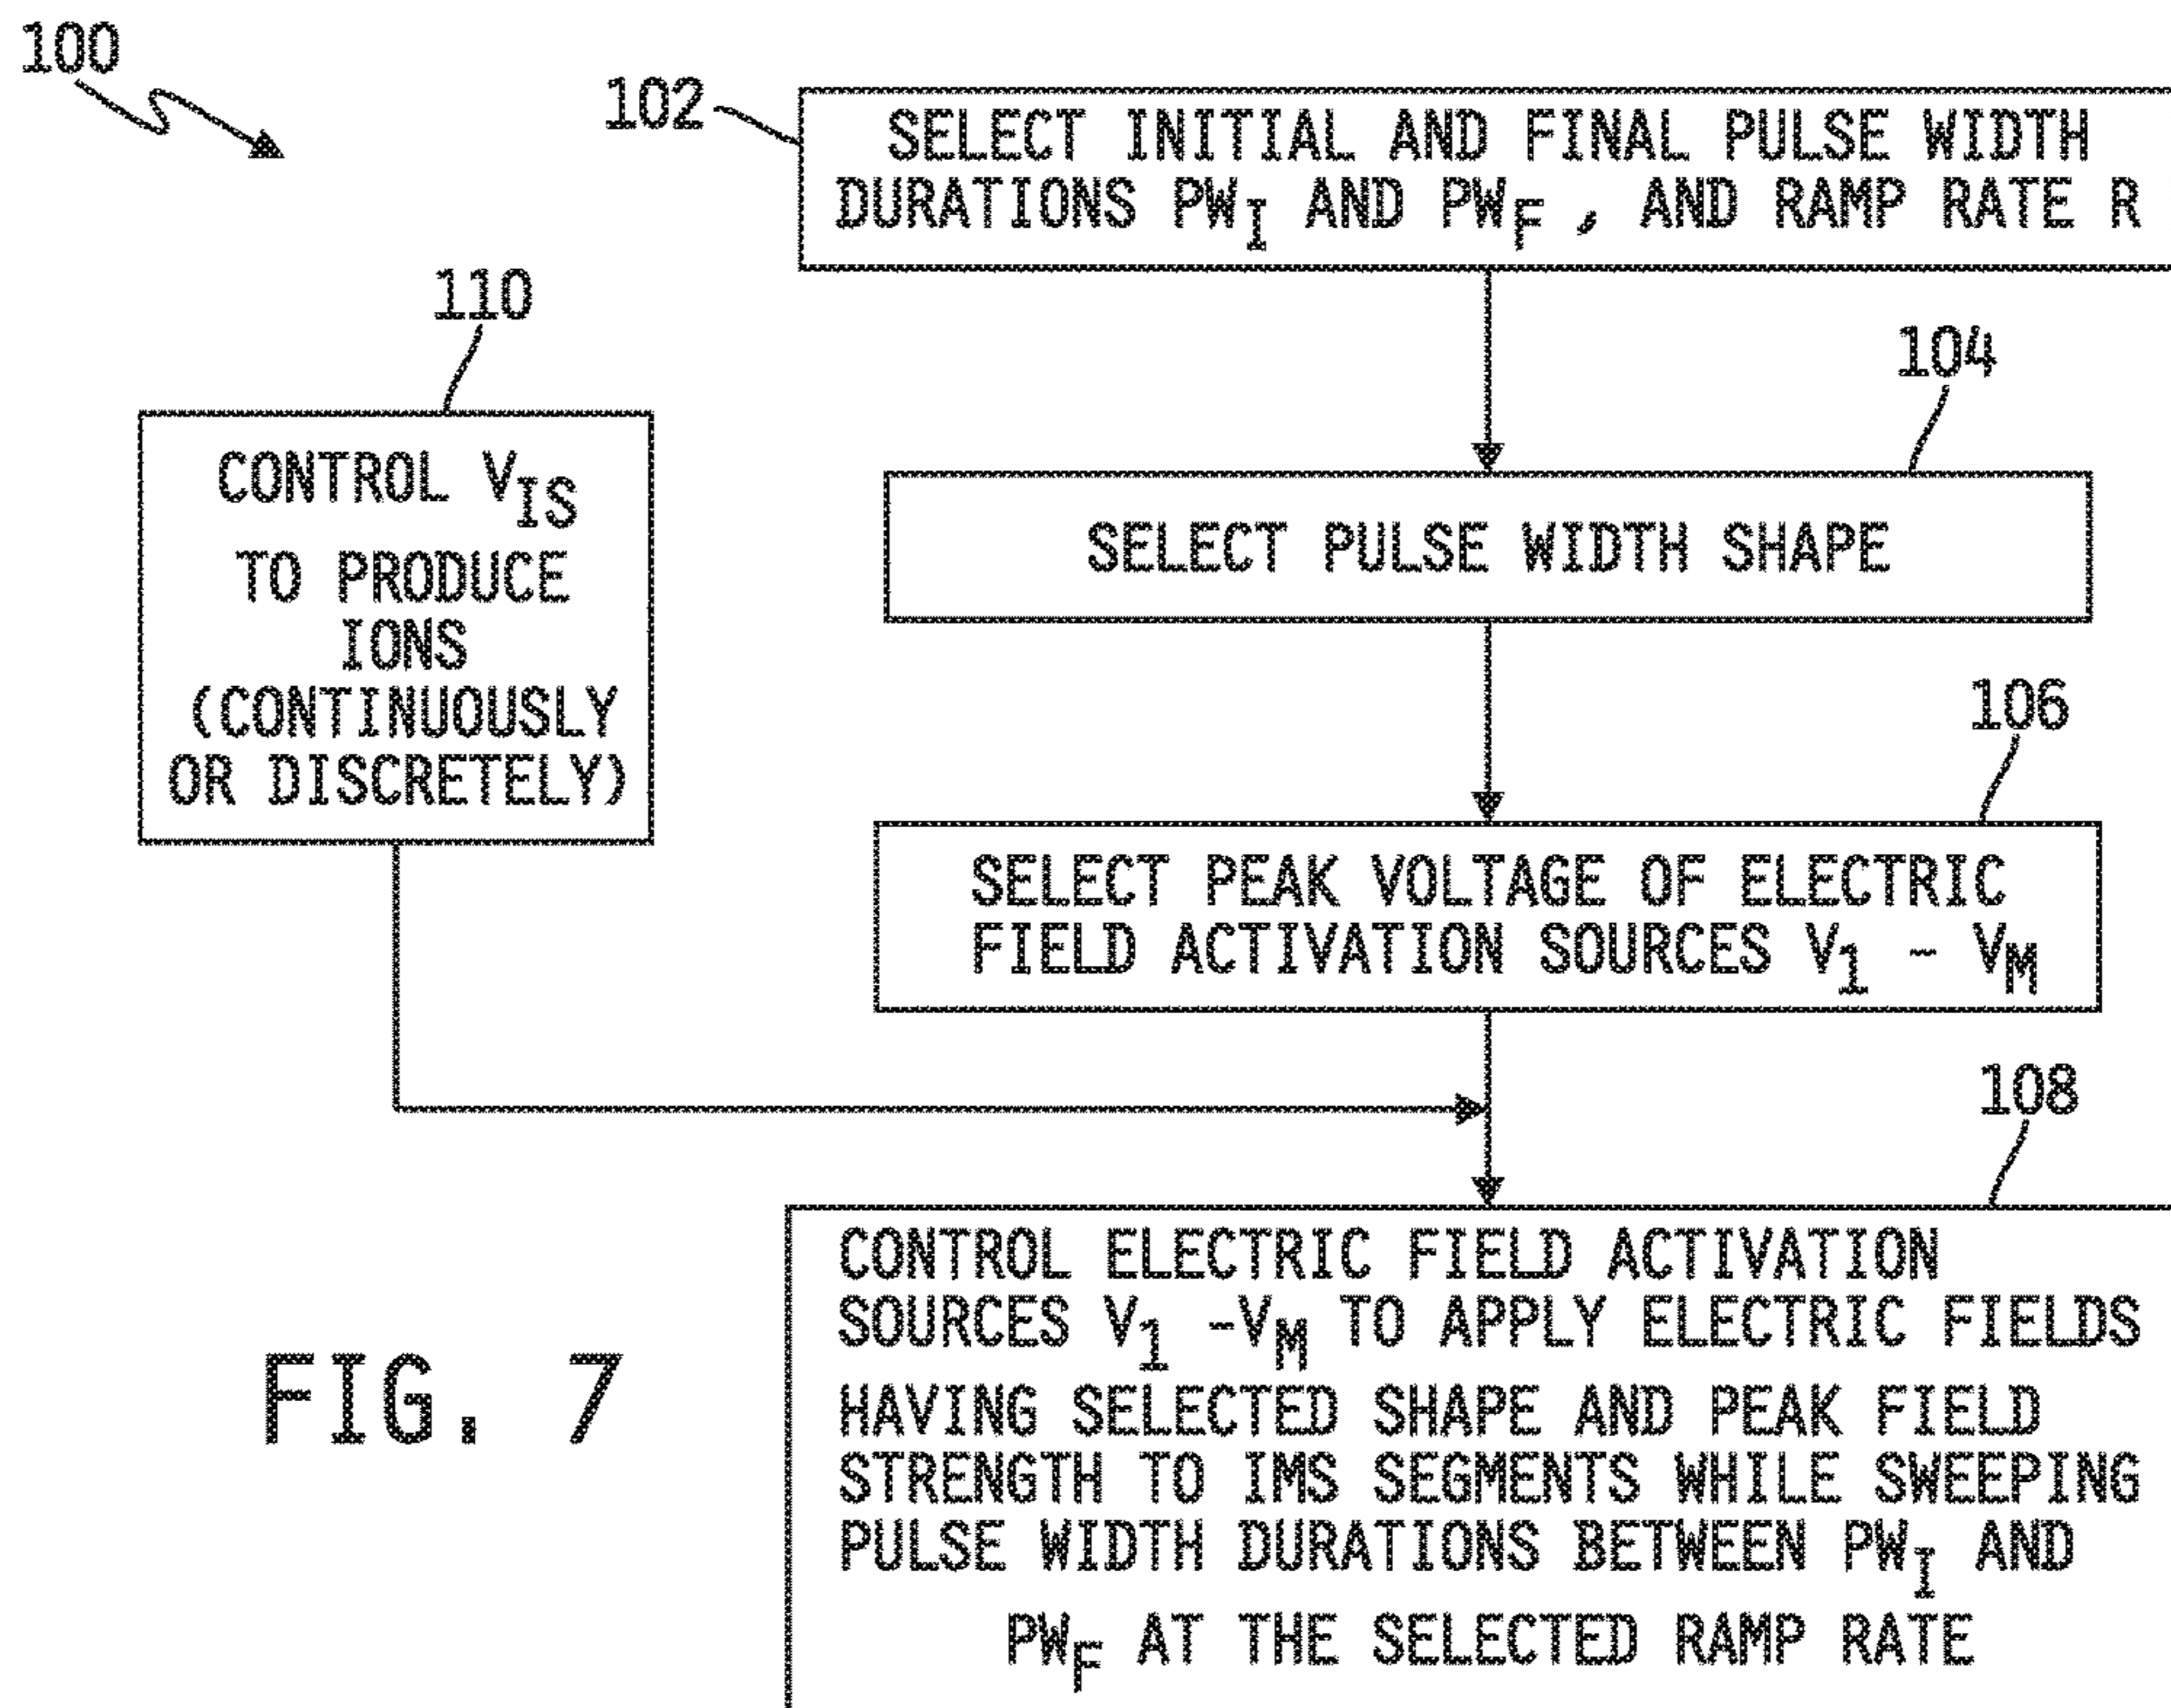 100
102
SELECT INITIAL AND FINAL PULSE WIDTH
DURATIONS PWI AND PWF , AND RAMP RATE R
110
CONTROL VIS
TO PRODUCE
IONS
(CONTINUOUSLY
OR DISCRETELY)
104
SELECT PULSE WIDTH SHAPE
106
SELECT PEAK VOLTAGE OF ELECTRIC
FIELD ACTIVATION SOURCES V1 - VM
108
CONTROL ELECTRIC FIELD ACTIVATION
SOURCES V1 -VM TO APPLY ELECTRIC FIELDS
HAVING SELECTED SHAPE AND PEAK FIELD
STRENGTH TO IMS SEGMENTS WHILE SWEEPING
PULSE WIDTH DURATIONS BETWEEN PWI AND
PWF AT THE SELECTED RAMP RATE
FIG. 7